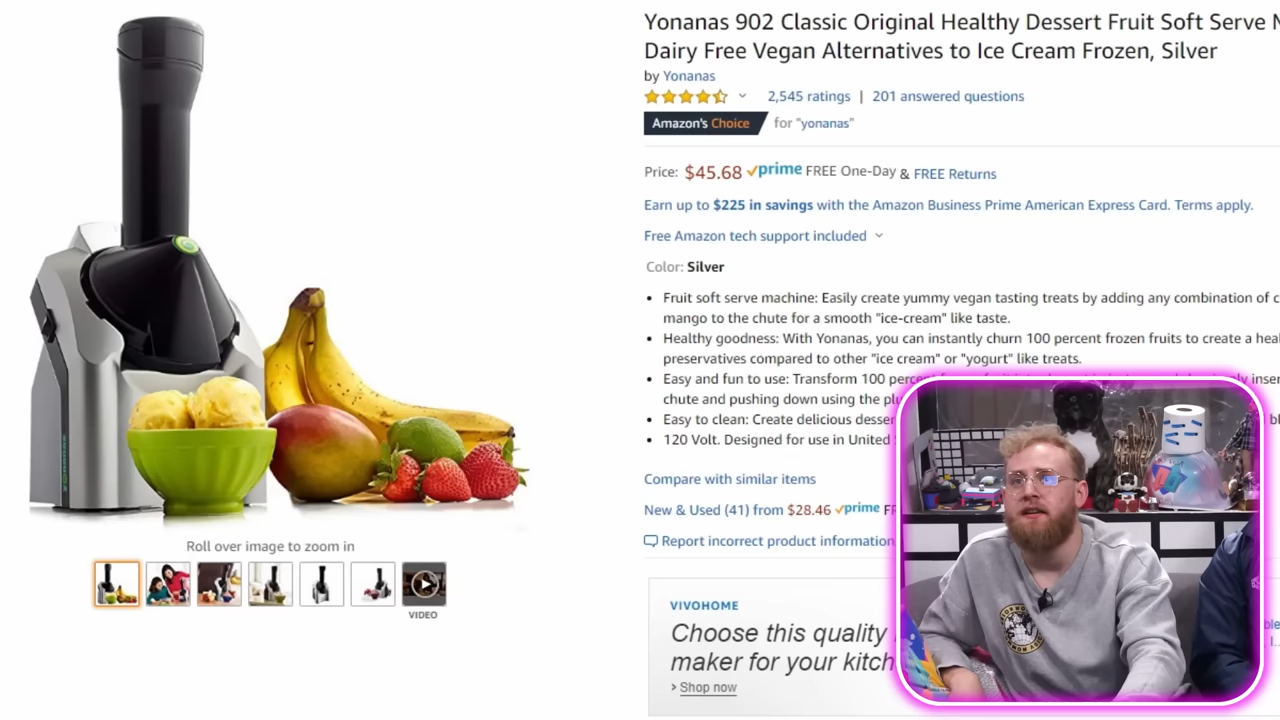 Yonanas 902 Classic Original Healthy Dessert Fruit Soft Serve
Dairy Free Vegan Alternatives to Ice Cream Frozen, Silver
by Yonanas
2,545 ratings | 201 answered questions
Amazon's Choice for "yonanas"
Price: $45.68 prime FREE One-Day & FREE Returns
Earn up to $225 in savings with the Amazon Business Prime American Express Card. Terms apply.
Free Amazon tech support included
Color: Silver
• Fruit soft serve machine: Easily create yummy vegan tasting treats by adding any combination of
mango to the chute for a smooth "ice-cream" like taste.
• Healthy goodness: With Yonanas, you can instantly churn 100 percent frozen fruits to create a
preservatives compared to other "ice cream" or "yogurt" like treats.
• Easy and fun to use: Transform 100
chute and pushing down using the
• Easy to clean: Create delicious
• 120 Volt. Designed for use in United
Compare with similar items
New & Used (41) from $28.46 prime
Report incorrect product information
VIVOHOME
Choose this quality
maker for your
Shop now
Roll over image to zoom in
VIDEO